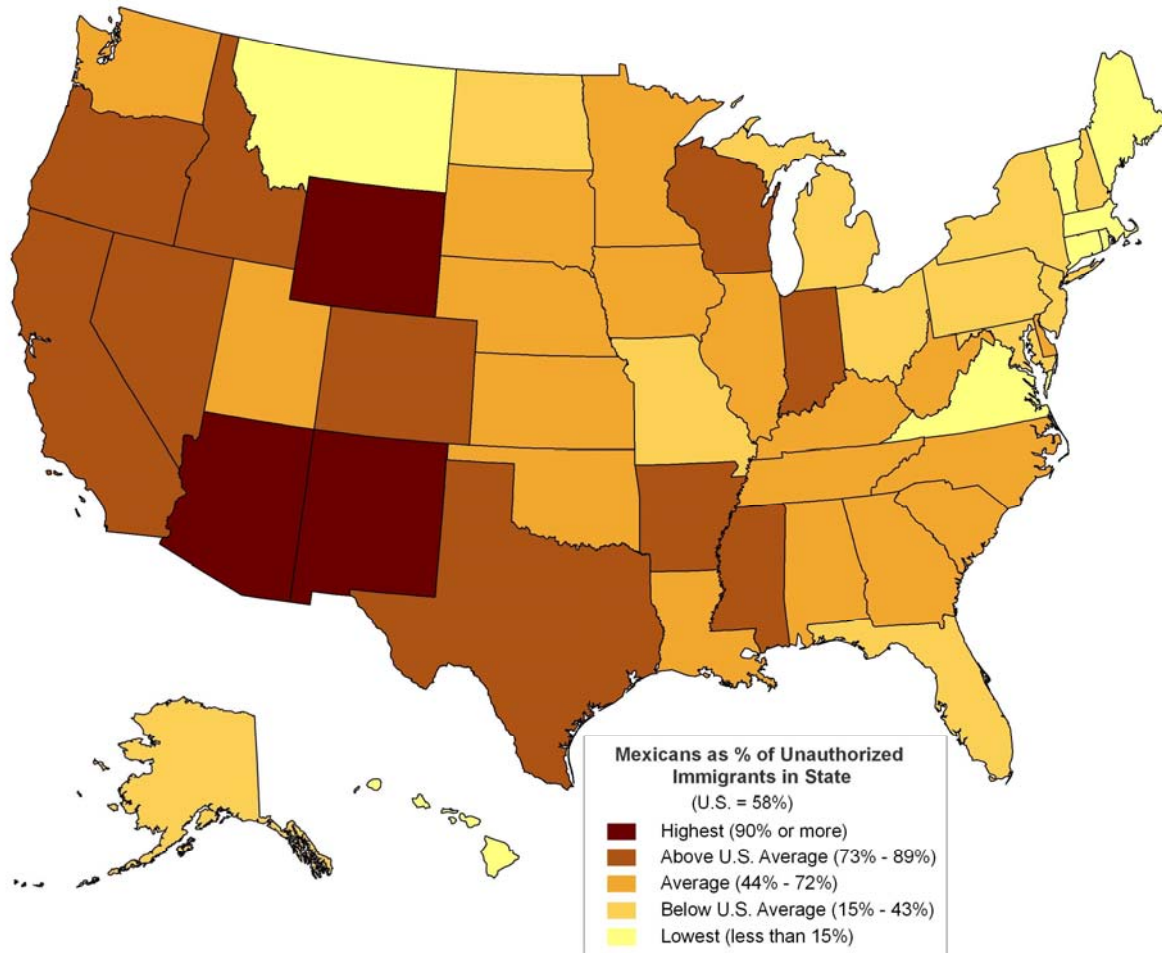 Mexicans as % of Unauthorized
Immigrants in State
(U.S. = 58%)
Highest (90% or more)
Above U.S. Average (73% - 89%)
Average (44% - 72%)
Below U.S. Average (15% - 43%)
Lowest (less than 15%)